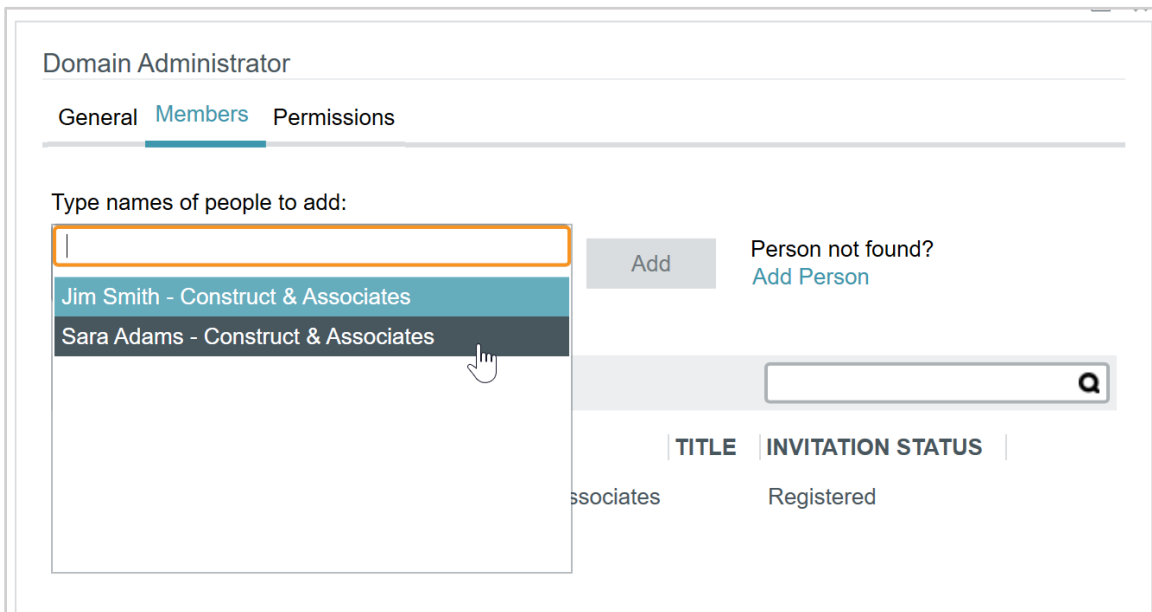 Domain Administrator
General Members Permissions
Type names of people to add:
Add
Person not found?
Add Person
Jim Smith - Construct & Associates
Sara Adams - Construct & Associates
TITLE INVITATION STATUS
ssociates Registered